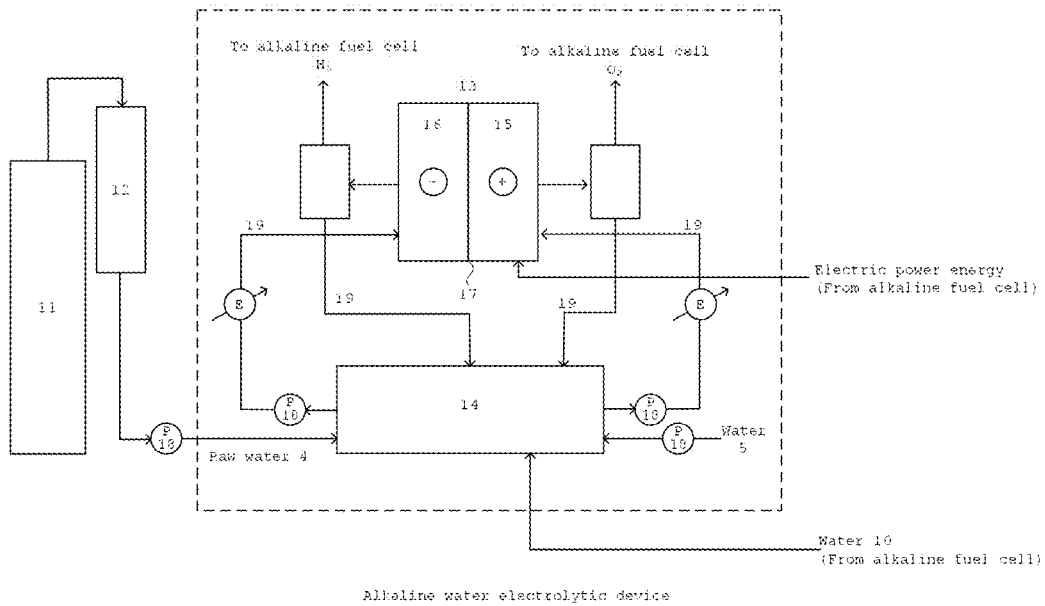 To alkaline fuel cell
H₂
To alkaline fuel cell
O₂
13
16
15
-
+
12
11
19
19
17
Electric power energy
(From alkaline fuel cell)
E
E
19
19
14
P
18
P
18
P
18
P
18
Water
5
Raw water 4
Water 10
(From alkaline fuel cell)
Alkaline water electrolytic device